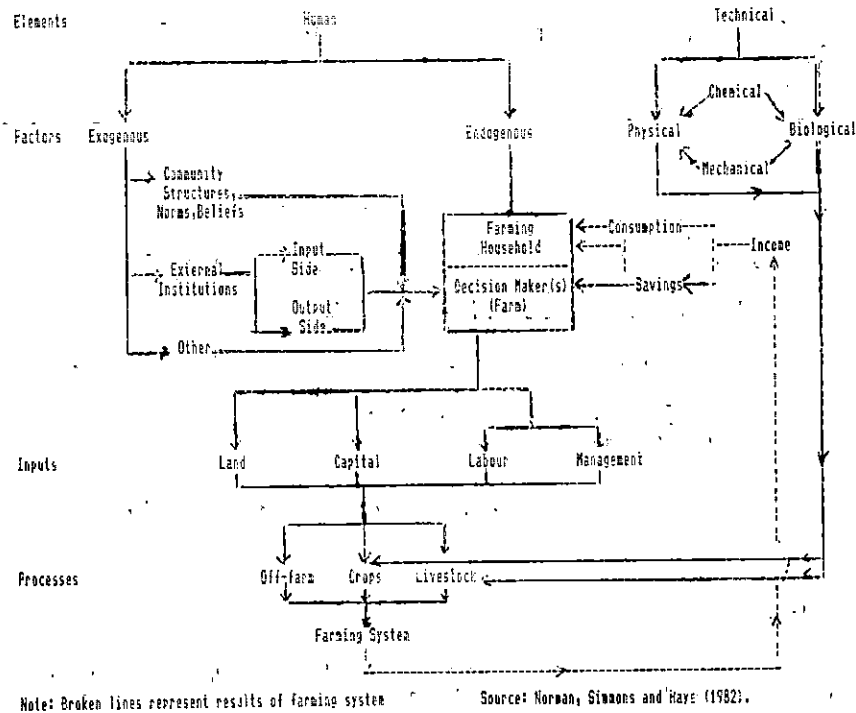 Elements Human Technical
Chemical
Factors Exogenous Endogenous Physical Biological
Mechanical
Community
Structures,
Norms,Beliefs
Input
Side
External
Institutions
Output
Side
Other
Farming
Household
Decision Maker(s)
(Farm)
Consumption
Income
Savings
Inputs Land Capital Labour Management
Processes Off-farm Crops Livestock
Farming System
Note: Broken lines represent results of farming system Source: Norman, Simmons and Hays (1982).